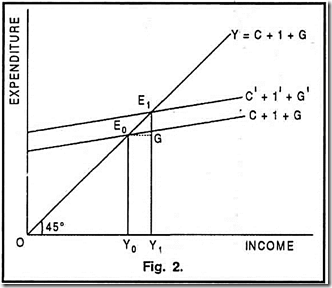 EXPENDITURE
Y = C + 1 + G
C' + 1' + G'
C + 1 + G
E1
E0
G
45°
O
Y0 Y1 INCOME
Fig. 2.